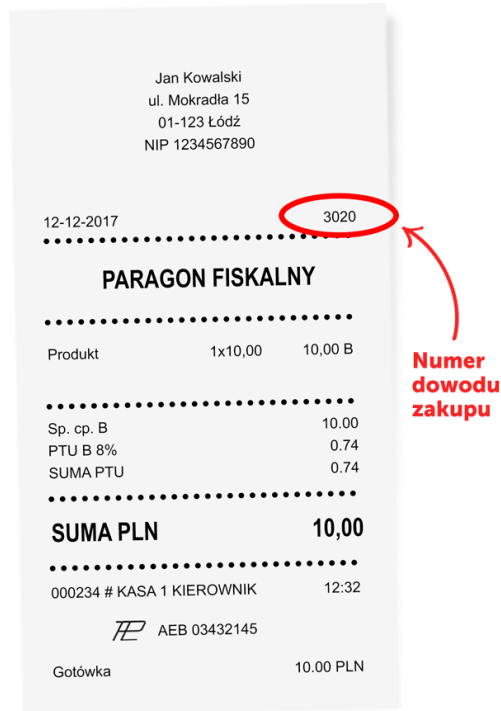 Jan Kowalski
ul. Mokradła 15
01-123 Łódź
NIP 1234567890
12-12-2017 3020
PARAGON FISKALNY
Produkt 1x10,00 10,00 B
Numer
dowodu
zakupu
Sp. cp. B 10.00
PTU B 8% 0.74
SUMA PTU 0.74
SUMA PLN 10,00
000234 # KASA 1 KIEROWNIK 12:32
AEB 03432145
Gotówka 10.00 PLN